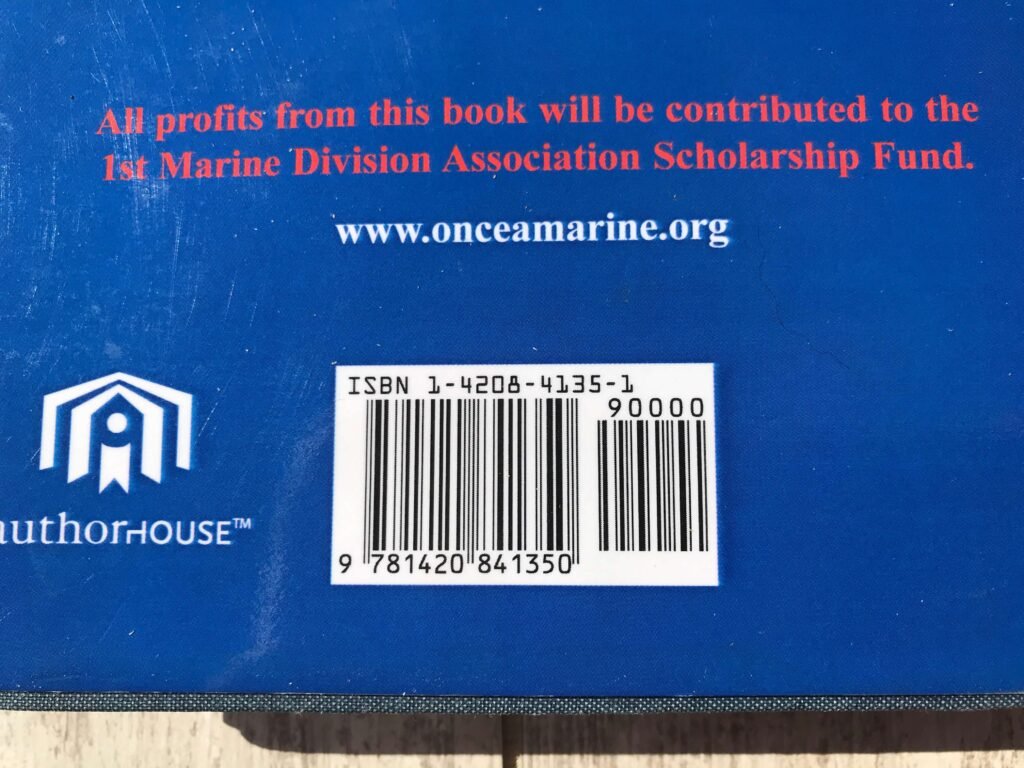 All profits from this book will be contributed to the
1st Marine Division Association Scholarship Fund.
www.onceamarine.org
ISBN 1-4208-4135-1
90000
authorHOUSE™
9 781420 841350